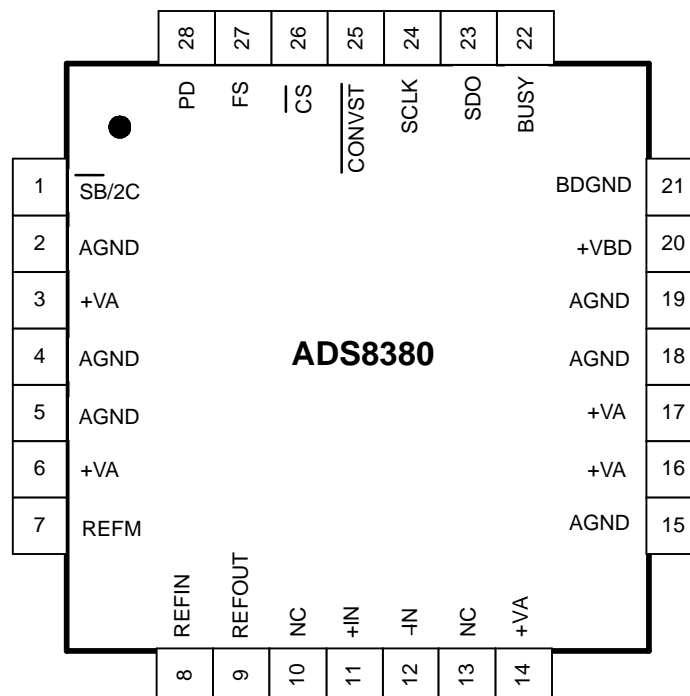 28 27 26 25 24 23 22
PD FS CS CONVST SCLK SDO BUSY
1 SB/2C BDGND 21
2 AGND +VBD 20
3 +VA AGND 19
ADS8380
4 AGND AGND 18
5 AGND +VA 17
6 +VA +VA 16
7 REFM AGND 15
REFIN REFOUT NC +IN -IN NC +VA
8 9 10 11 12 13 14